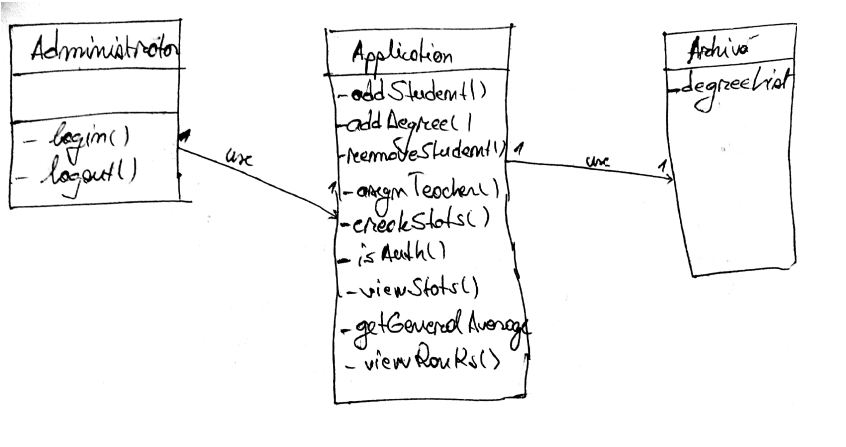 Administrator
- login()
- logout()
1
use
1
Application
- addStudent()
- addDegree()
- removeStudent()
- assignTeacher()
- createStats()
- isAuth()
- viewStats()
- getGeneralAverage
- viewRanks()
1
use
1
Archive
- degreeList